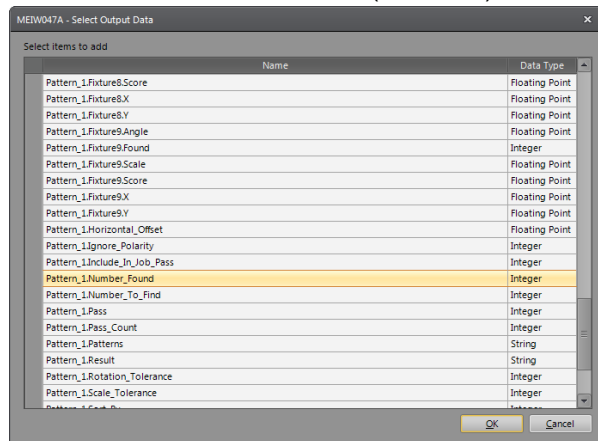 MEIW047A - Select Output Data
Select items to add
Name Data Type
Pattern_1.Fixture8.Score Floating Point
Pattern_1.Fixture8.X Floating Point
Pattern_1.Fixture8.Y Floating Point
Pattern_1.Fixture9.Angle Floating Point
Pattern_1.Fixture9.Found Integer
Pattern_1.Fixture9.Scale Floating Point
Pattern_1.Fixture9.Score Floating Point
Pattern_1.Fixture9.X Floating Point
Pattern_1.Fixture9.Y Floating Point
Pattern_1.Horizontal_Offset Floating Point
Pattern_1.Ignore_Polarity Integer
Pattern_1.Include_In_Job_Pass Integer
Pattern_1.Number_Found Integer
Pattern_1.Number_To_Find Integer
Pattern_1.Pass Integer
Pattern_1.Pass_Count Integer
Pattern_1.Patterns String
Pattern_1.Result String
Pattern_1.Rotation_Tolerance Integer
Pattern_1.Scale_Tolerance Integer
OK Cancel